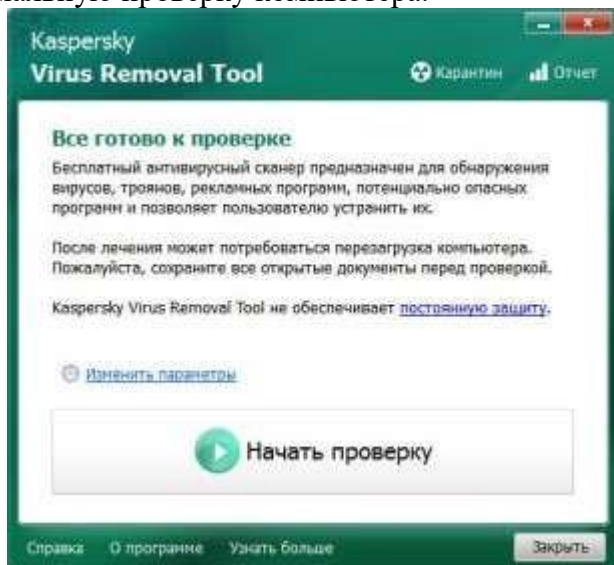 проверку компьютера.
Kaspersky
Virus Removal Tool
Карантин
Отчет
Все готово к проверке
Бесплатный антивирусный сканер предназначен для обнаружения
вирусов, троянов, рекламных программ, потенциально опасных
программ и позволяет пользователю устранить их.
После лечения может потребоваться перезагрузка компьютера.
Пожалуйста, сохраните все открытые документы перед проверкой.
Kaspersky Virus Removal Tool не обеспечивает постоянную защиту.
Изменить параметры
Начать проверку
Справка О программе Узнать больше
Закрыть